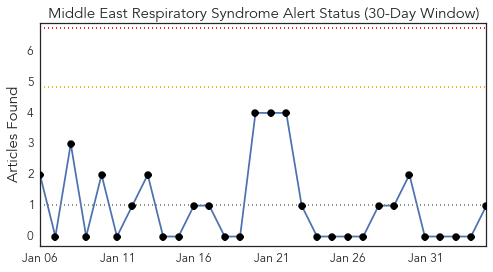 Middle East Respiratory Syndrome Alert Status (30-Day Window)
Articles Found
6
5
4
3
2
1
0
Jan 06 Jan 11 Jan 16 Jan 21 Jan 26 Jan 31